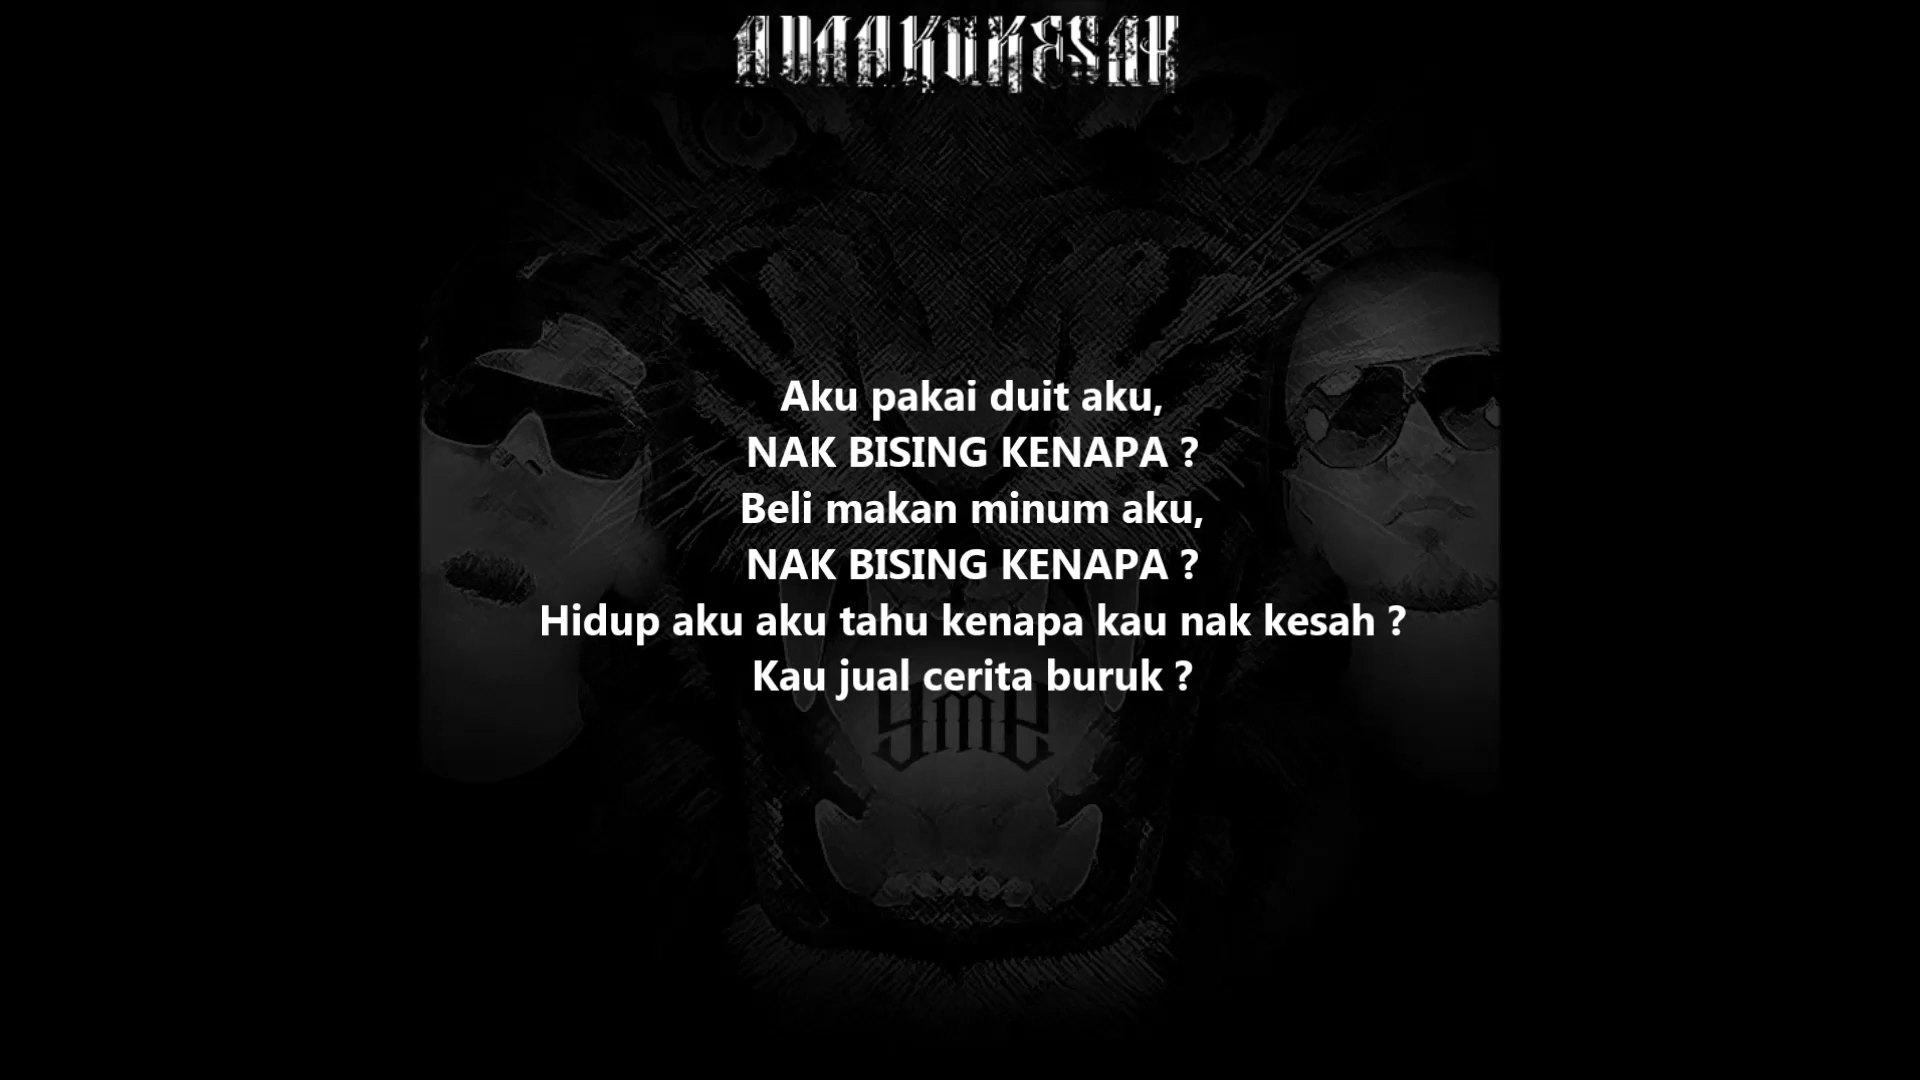 ADAAKUKESAH
Aku pakai duit aku,
NAK BISING KENAPA ?
Beli makan minum aku,
NAK BISING KENAPA ?
Hidup aku aku tahu kenapa kau nak kesah ?
Kau jual cerita buruk ?